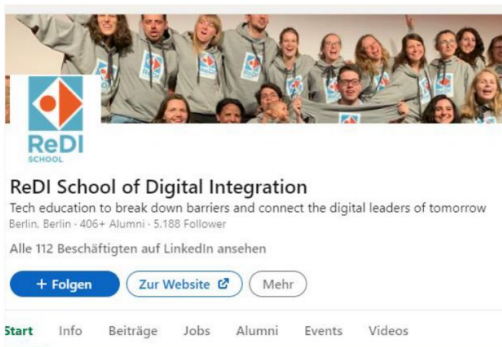 ReDI
SCHOOL
ReDI School of Digital Integration
Tech education to break down barriers and connect the digital leaders of tomorrow
Berlin, Berlin · 406+ Alumni · 5.188 Follower
Alle 112 Beschäftigten auf LinkedIn ansehen
+ Folgen Zur Website Mehr
Start Info Beiträge Jobs Alumni Events Videos